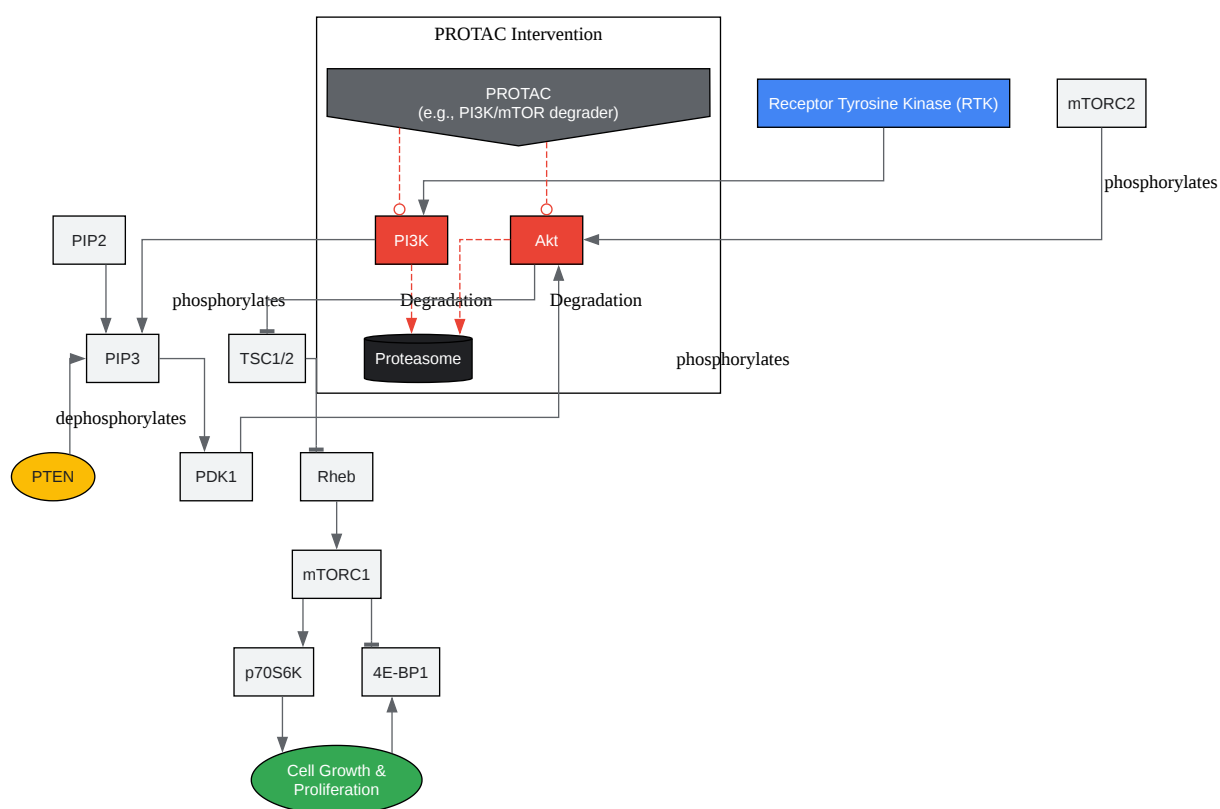 PROTAC Intervention
PROTAC
(e.g., PI3K/mTOR degrader)
Receptor Tyrosine Kinase (RTK)
mTORC2
phosphorylates
PIP2
PI3K
Akt
phosphorylates
Degradation
Degradation
PIP3
TSC1/2
Proteasome
phosphorylates
dephosphorylates
PTEN
PDK1
Rheb
mTORC1
p70S6K
4E-BP1
Cell Growth &
Proliferation